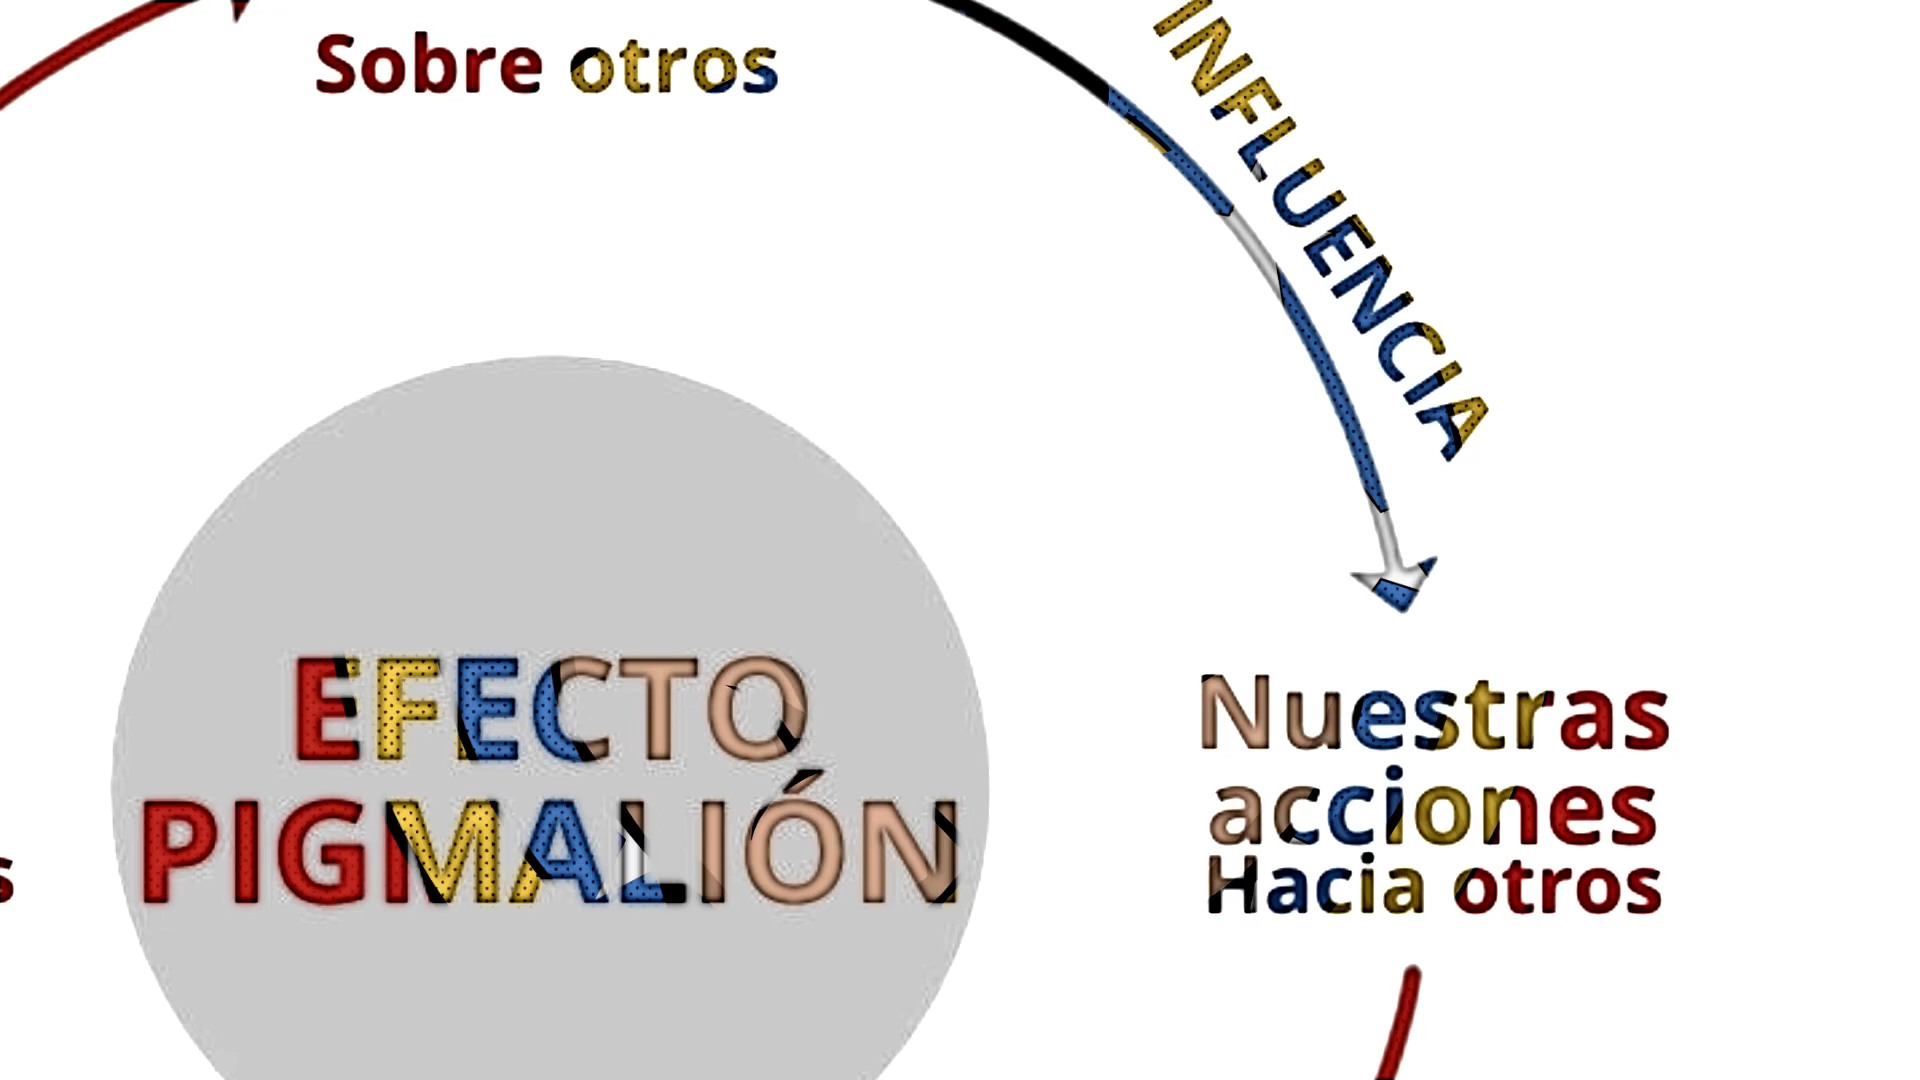 Sobre otros
INFLUENCIA
EFECTO
PIGMALIÓN
Nuestras
acciones
Hacia otros